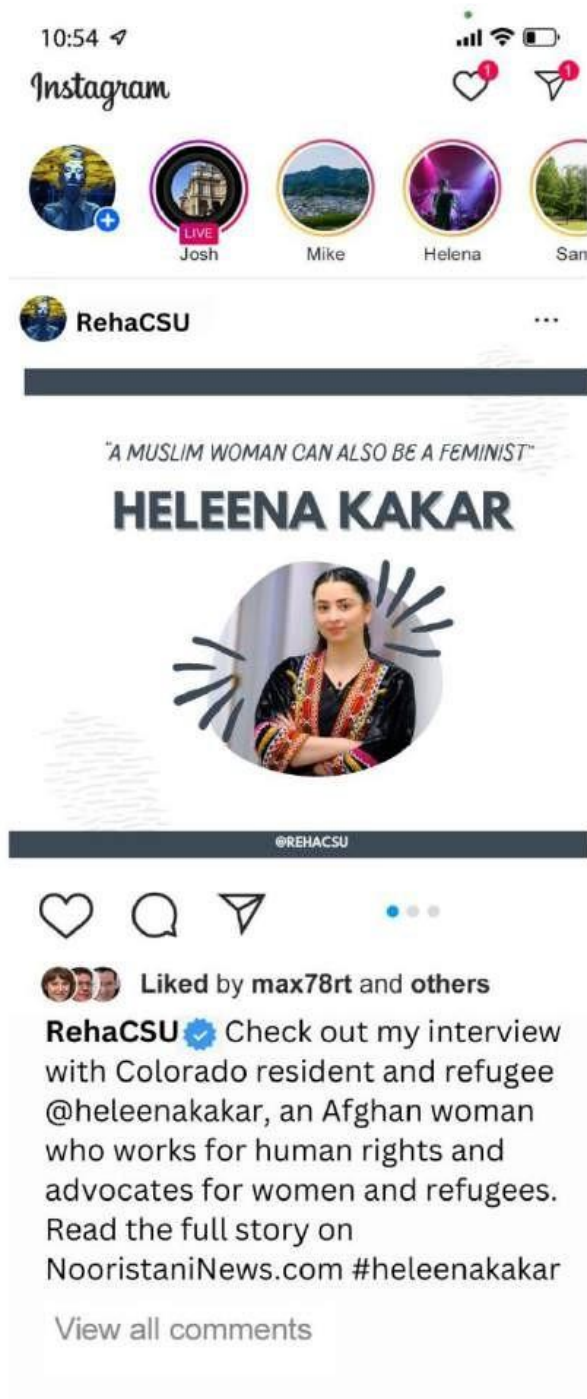 10:54
Instagram
1
1
LIVE
Josh
Mike
Helena
San
RehaCSU
"A MUSLIM WOMAN CAN ALSO BE A FEMINIST"
HELEENA KAKAR
@REHACSU
Liked by max78rt and others
RehaCSU Check out my interview
with Colorado resident and refugee
@heleenakakar, an Afghan woman
who works for human rights and
advocates for women and refugees.
Read the full story on
NooristaniNews.com #heleenakakar
View all comments